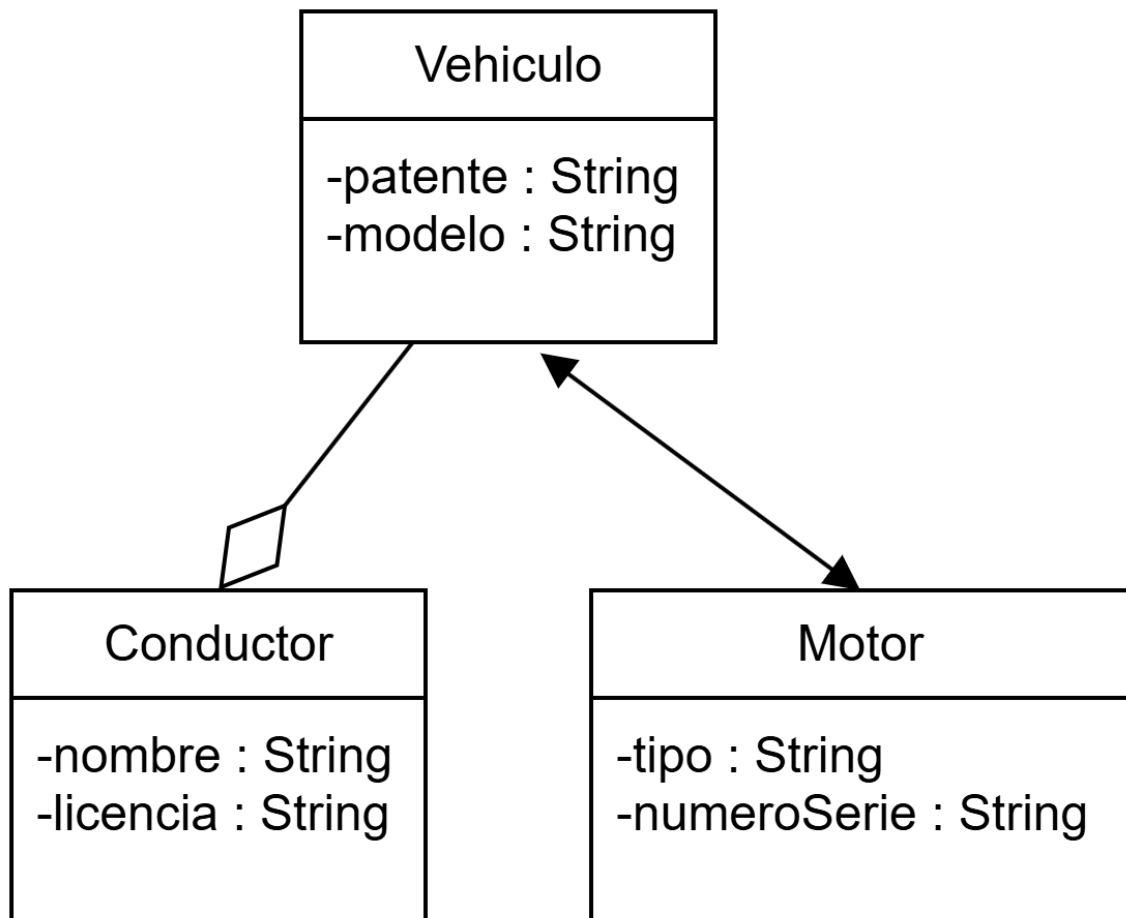 Vehiculo
-patente : String
-modelo : String
Conductor
-nombre : String
-licencia : String
Motor
-tipo : String
-numeroSerie : String